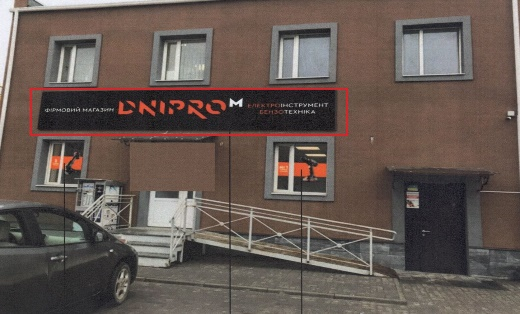 ФІРМОВИЙ МАГАЗИН DNIPRO M ЕЛЕКТРОІНСТРУМЕНТ
БЕНЗОТЕХНІКА